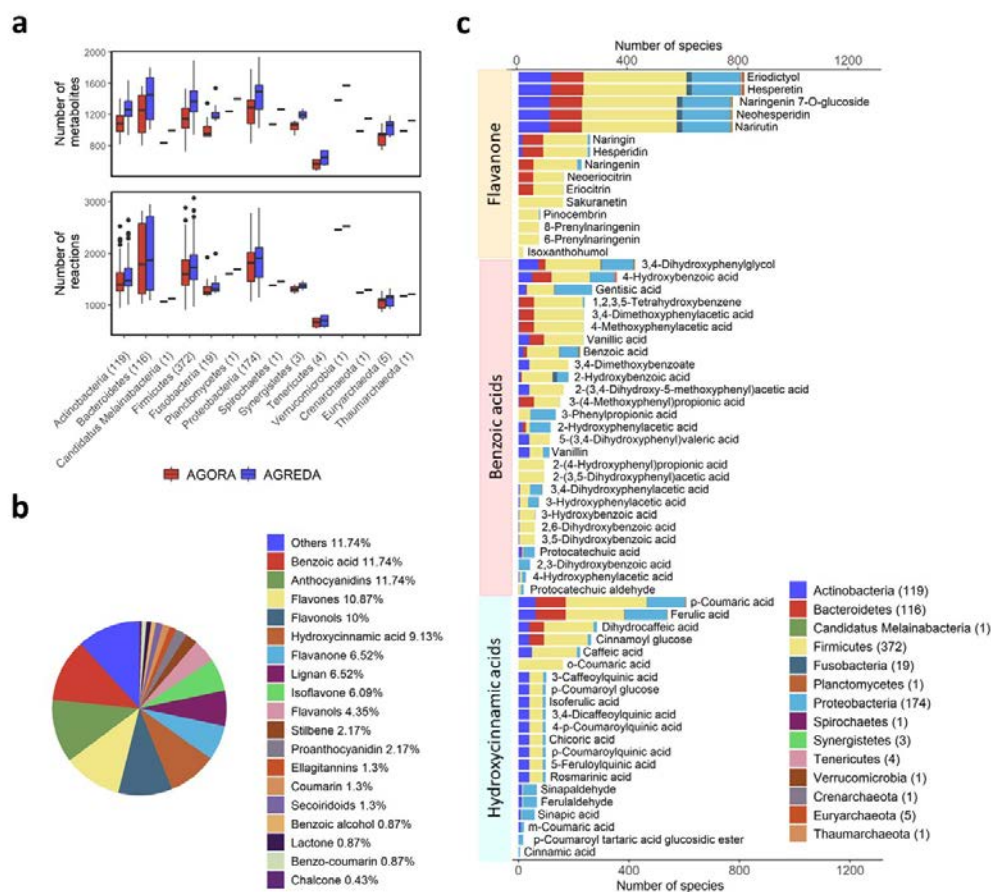 a
Number of metabolites
2000
1600
1200
800
Number of reactions
3000
2000
1000
Actinobacteria (119)
Bacteroidetes (116)
Candidatus Melainabacteria (1)
Firmicutes (372)
Fusobacteria (19)
Planctomycetes (1)
Proteobacteria (174)
Spirochaetes (1)
Synergistetes (3)
Tenericutes (4)
Verrucomicrobia (1)
Crenarchaeota (1)
Euryarchaeota (5)
Thaumarchaeota (1)
AGORA AGREDA
b
Others 11.74%
Benzoic acid 11.74%
Anthocyanidins 11.74%
Flavones 10.87%
Flavonols 10%
Hydroxycinnamic acid 9.13%
Flavanone 6.52%
Lignan 6.52%
Isoflavone 6.09%
Flavanols 4.35%
Stilbene 2.17%
Proanthocyanidin 2.17%
Ellagitannins 1.3%
Coumarin 1.3%
Secoiridoids 1.3%
Benzoic alcohol 0.87%
Lactone 0.87%
Benzo-coumarin 0.87%
Chalcone 0.43%
c
Number of species
0 400 800 1200
Flavanone
Eriodictyol
Hesperetin
Naringenin 7-O-glucoside
Neohesperidin
Narirutin
Naringin
Hesperidin
Naringenin
Neoeriocitrin
Eriocitrin
Sakuranetin
Pinocembrin
8-Prenylnaringenin
6-Prenylnaringenin
Isoxanthohumol
Benzoic acids
3,4-Dihydroxyphenylglycol
4-Hydroxybenzoic acid
Gentisic acid
1,2,3,5-Tetrahydroxybenzene
3,4-Dimethoxyphenylacetic acid
4-Methoxyphenylacetic acid
Vanillic acid
Benzoic acid
3,4-Dimethoxybenzoate
2-Hydroxybenzoic acid
2-(3,4-Dihydroxy-5-methoxyphenyl)acetic acid
3-(4-Methoxyphenyl)propionic acid
3-Phenylpropionic acid
2-Hydroxyphenylacetic acid
5-(3,4-Dihydroxyphenyl)valeric acid
Vanillin
2-(4-Hydroxyphenyl)propionic acid
2-(3,5-Dihydroxyphenyl)acetic acid
3,4-Dihydroxyphenylacetic acid
3-Hydroxyphenylacetic acid
3-Hydroxybenzoic acid
2,6-Dihydroxybenzoic acid
3,5-Dihydroxybenzoic acid
Protocatechuic acid
2,3-Dihydroxybenzoic acid
4-Hydroxyphenylacetic acid
Protocatechuic aldehyde
Hydroxycinnamic acids
p-Coumaric acid
Ferulic acid
Dihydrocaffeic acid
Cinnamoyl glucose
Caffeic acid
o-Coumaric acid
3-Caffeoylquinic acid
p-Coumaroyl glucose
Isoferulic acid
3,4-Dicaffeoylquinic acid
4-p-Coumaroylquinic acid
Chicoric acid
p-Coumaroylquinic acid
5-Feruloylquinic acid
Rosmarinic acid
Sinapaldehyde
Ferulaldehyde
Sinapic acid
m-Coumaric acid
p-Coumaroyl tartaric acid glucosidic ester
Cinnamic acid
0 400 800 1200
Number of species
Actinobacteria (119)
Bacteroidetes (116)
Candidatus Melainabacteria (1)
Firmicutes (372)
Fusobacteria (19)
Planctomycetes (1)
Proteobacteria (174)
Spirochaetes (1)
Synergistetes (3)
Tenericutes (4)
Verrucomicrobia (1)
Crenarchaeota (1)
Euryarchaeota (5)
Thaumarchaeota (1)